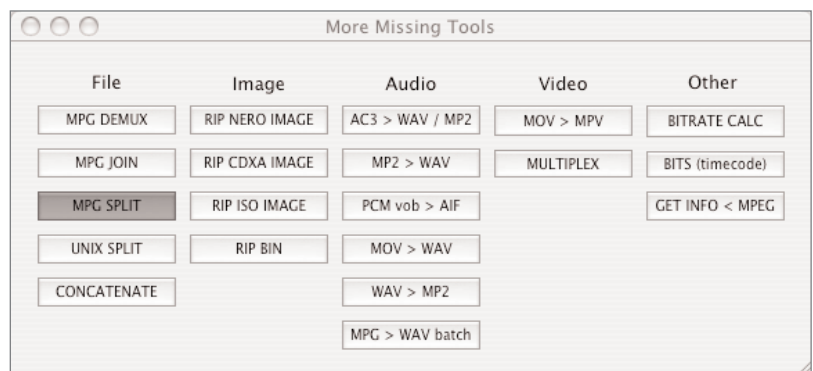 More Missing Tools
File Image Audio Video Other
MPG DEMUX RIP NERO IMAGE AC3 > WAV / MP2 MOV > MPV BITRATE CALC
MPG JOIN RIP CDXA IMAGE MP2 > WAV MULTIPLEX BITS (timecode)
MPG SPLIT RIP ISO IMAGE PCM vob > AIF GET INFO < MPEG
UNIX SPLIT RIP BIN MOV > WAV
CONCATENATE WAV > MP2
MPG > WAV batch